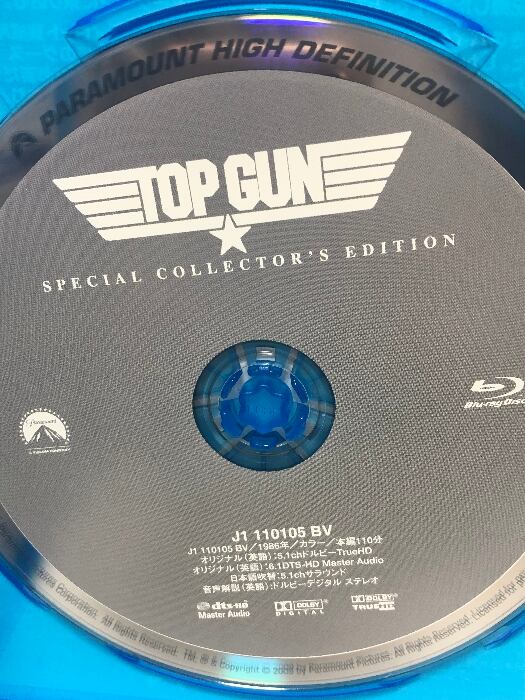 PARAMOUNT HIGH DEFINITION
TOP GUN
SPECIAL COLLECTOR'S EDITION
Blu-ray Disc
Paramount
J1 110105 BV
J1 110105 BV/1986年/カラー/本編110分
オリジナル(英語):5.1chドルビーTrueHD
オリジナル(英語):6.1DTS-HD Master Audio
日本語吹替:5.1chサラウンド
音声解説(英語):ドルビーデジタル ステレオ
dts-HD
Master Audio
DOLBY
DIGITAL
DOLBY
TRUEHD
Corporation. All Rights Reserved. TM, ® & Copyright © 2008 by Paramount Pictures. All Rights Reserved. Licensed for